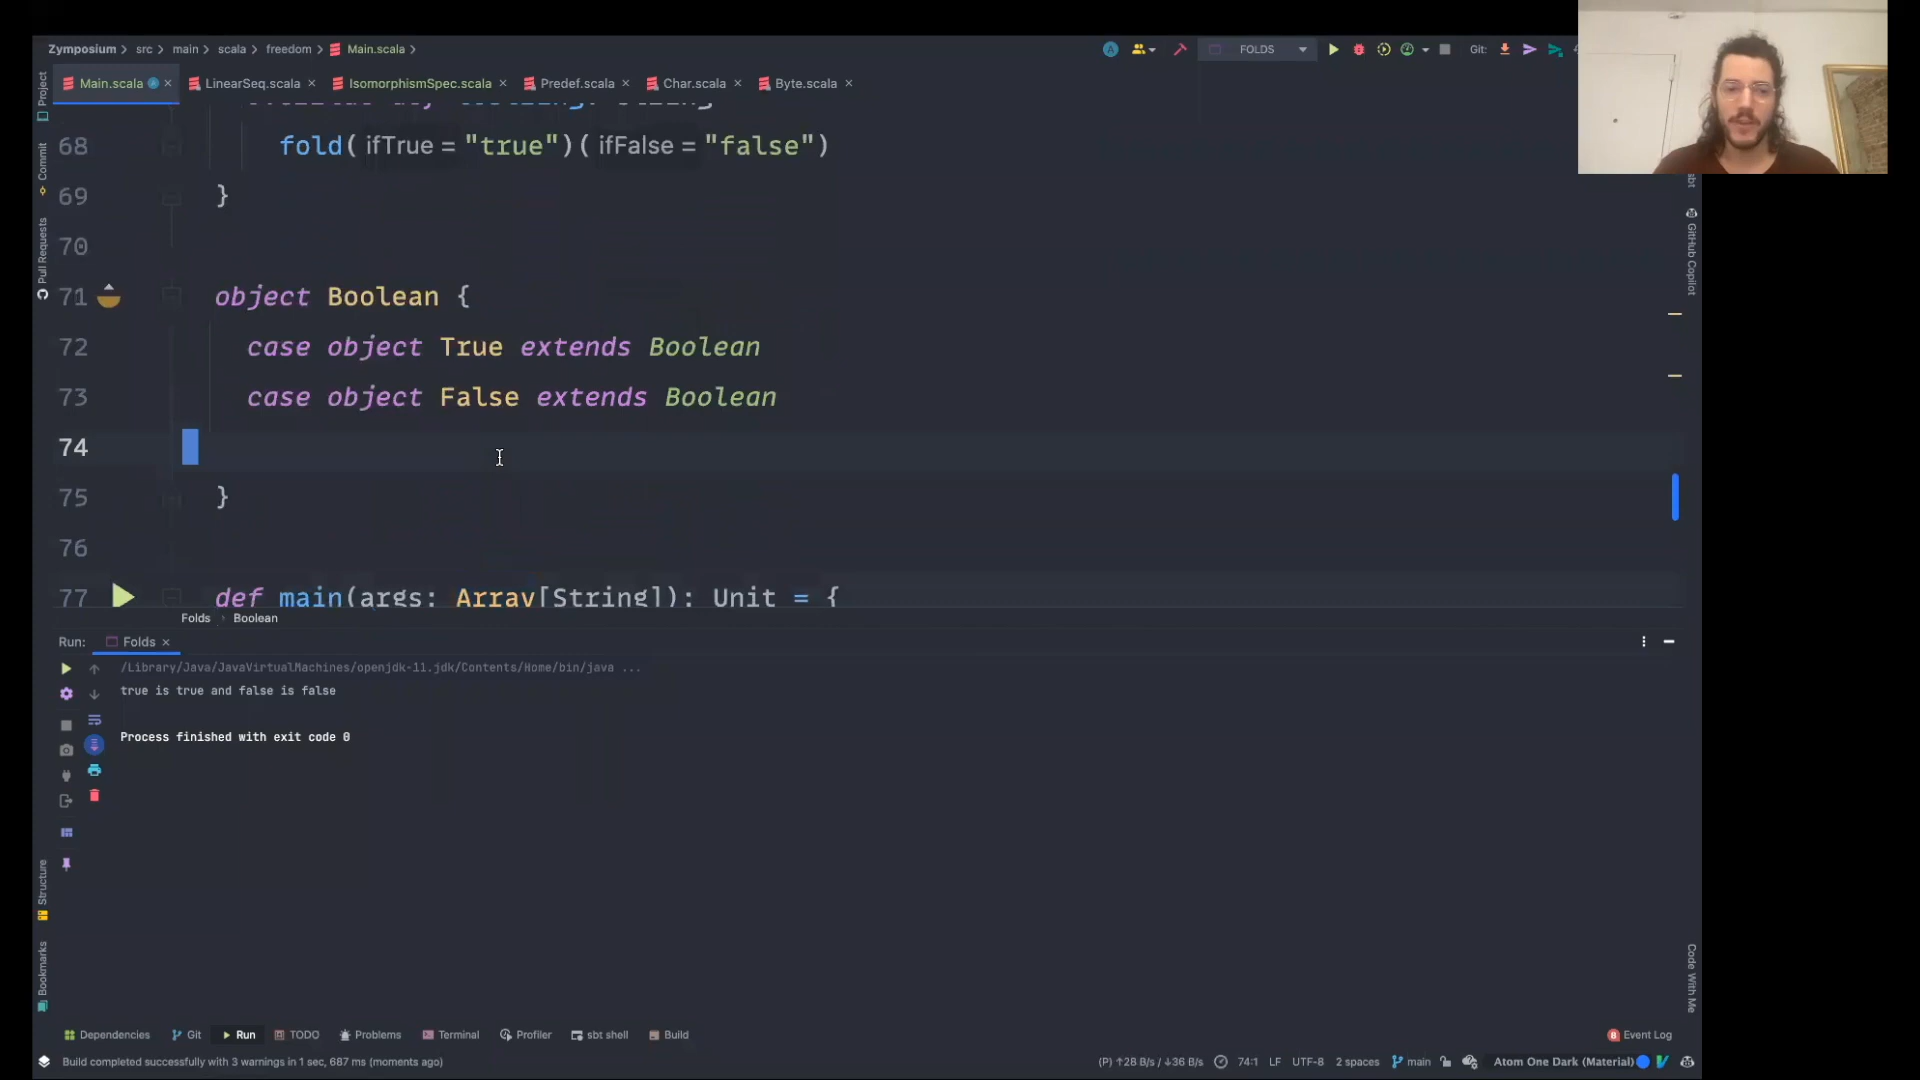 Zymposium > src > main > scala > freedom > Main.scala >
FOLDS
Git:
Main.scala
LinearSeq.scala
IsomorphismSpec.scala
Predef.scala
Char.scala
Byte.scala
68 fold( ifTrue = "true")( ifFalse = "false")
69 }
70
71 object Boolean {
72 case object True extends Boolean
73 case object False extends Boolean
74
75 }
76
77 def main(args: Array[String]): Unit = {
Folds > Boolean
Project
Commit
Pull Requests
Structure
Bookmarks
sbt
GitHub Copilot
Code With Me
Run: Folds
/Library/Java/JavaVirtualMachines/openjdk-11.jdk/Contents/Home/bin/java ...
true is true and false is false
Process finished with exit code 0
Dependencies Git Run TODO Problems Terminal Profiler sbt shell Build
8 Event Log
Build completed successfully with 3 warnings in 1 sec, 687 ms (moments ago)
(P) ↑28 B/s / ↓36 B/s 74:1 LF UTF-8 2 spaces main Atom One Dark (Material)